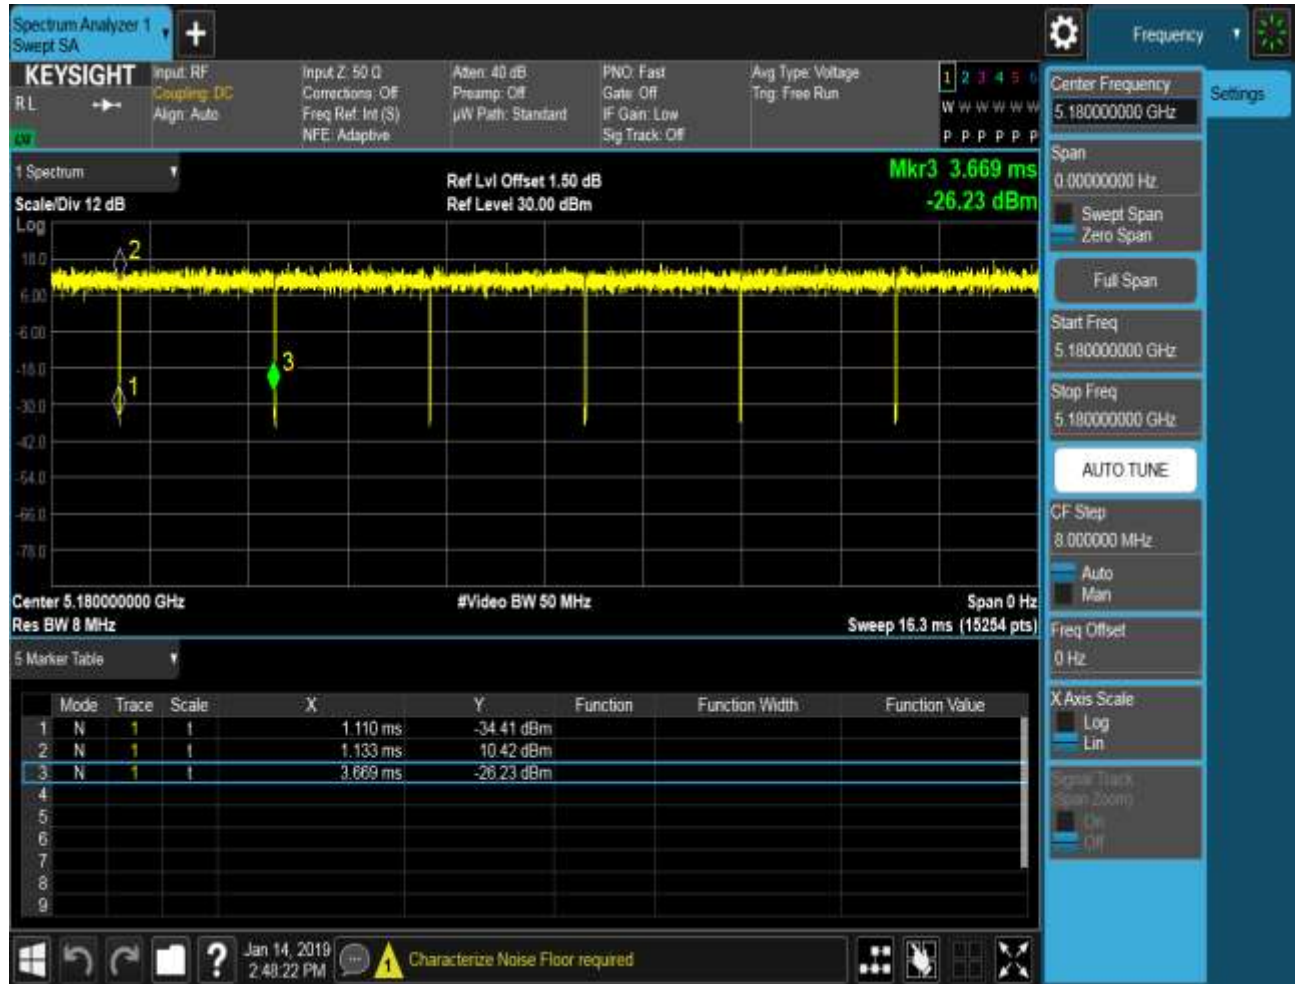 Spectrum Analyzer 1
Swept SA
Frequency
KEYSIGHT
R L
Input: RF
Coupling: DC
Align: Auto
Input Z: 50 Ω
Corrections: Off
Freq Ref: Int (S)
NFE: Adaptive
Atten: 40 dB
Preamp: Off
µW Path: Standard
PNO: Fast
Gate: Off
IF Gain: Low
Sig Track: Off
Avg Type: Voltage
Trig: Free Run
1 2 3 4 5 6
W W W W W W
P P P P P P
1 Spectrum
Scale/Div 12 dB
Ref Lvl Offset 1.50 dB
Ref Level 30.00 dBm
Mkr3 3.669 ms
-26.23 dBm
Log
18.0
6.00
-6.00
-18.0
-30.0
-42.0
-54.0
-66.0
-78.0
2
1
3
Center 5.180000000 GHz
Res BW 8 MHz
#Video BW 50 MHz
Span 0 Hz
Sweep 16.3 ms (15254 pts)
5 Marker Table
Mode Trace Scale X Y Function Function Width Function Value
1 N 1 t 1.110 ms -34.41 dBm
2 N 1 t 1.133 ms 10.42 dBm
3 N 1 t 3.669 ms -26.23 dBm
4
5
6
7
8
9
Jan 14, 2019
2:48:22 PM
Characterize Noise Floor required
Center Frequency
5.180000000 GHz
Settings
Span
0.00000000 Hz
Swept Span
Zero Span
Full Span
Start Freq
5.180000000 GHz
Stop Freq
5.180000000 GHz
AUTO TUNE
CF Step
8.000000 MHz
Auto
Man
Freq Offset
0 Hz
X Axis Scale
Log
Lin
Signal Track
(Span Zoom)
On
Off